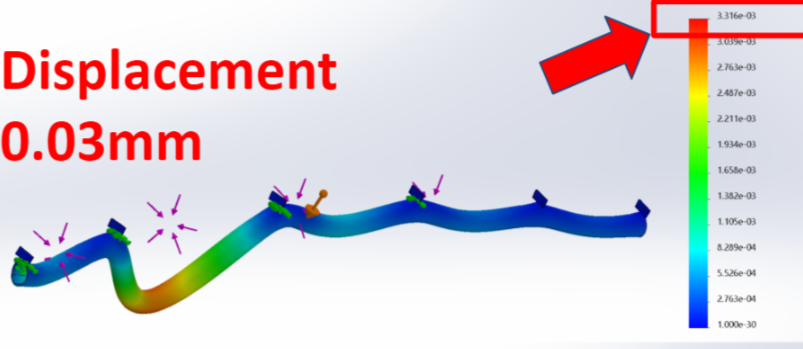 Displacement
0.03mm
3.316e-03
3.039e-03
2.763e-03
2.487e-03
2.211e-03
1.934e-03
1.658e-03
1.382e-03
1.105e-03
8.289e-04
5.526e-04
2.763e-04
1.000e-30